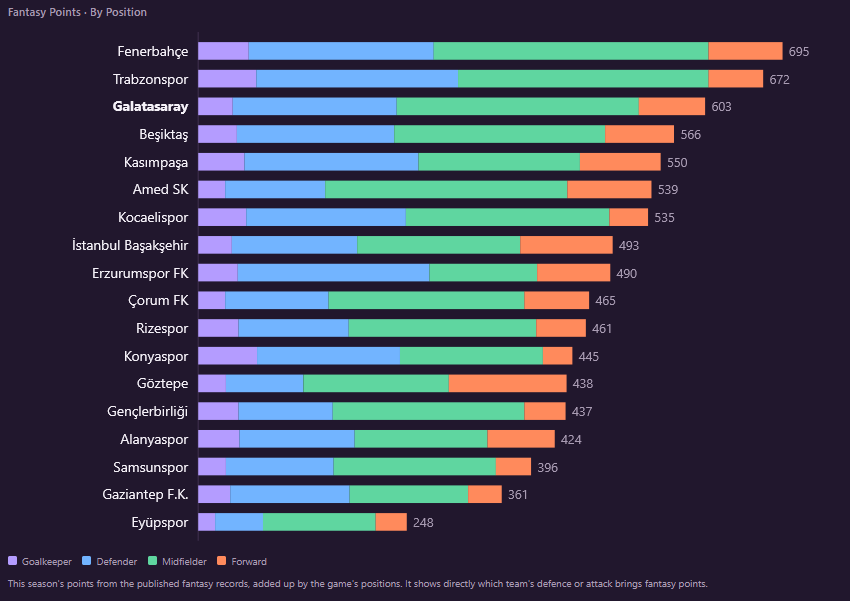 Fantasy Points · By Position
Fenerbahçe 695
Trabzonspor 672
Galatasaray 603
Beşiktaş 566
Kasımpaşa 550
Amed SK 539
Kocaelispor 535
İstanbul Başakşehir 493
Erzurumspor FK 490
Çorum FK 465
Rizespor 461
Konyaspor 445
Göztepe 438
Gençlerbirliği 437
Alanyaspor 424
Samsunspor 396
Gaziantep F.K. 361
Eyüpspor 248
Goalkeeper Defender Midfielder Forward
This season's points from the published fantasy records, added up by the game's positions. It shows directly which team's defence or attack brings fantasy points.